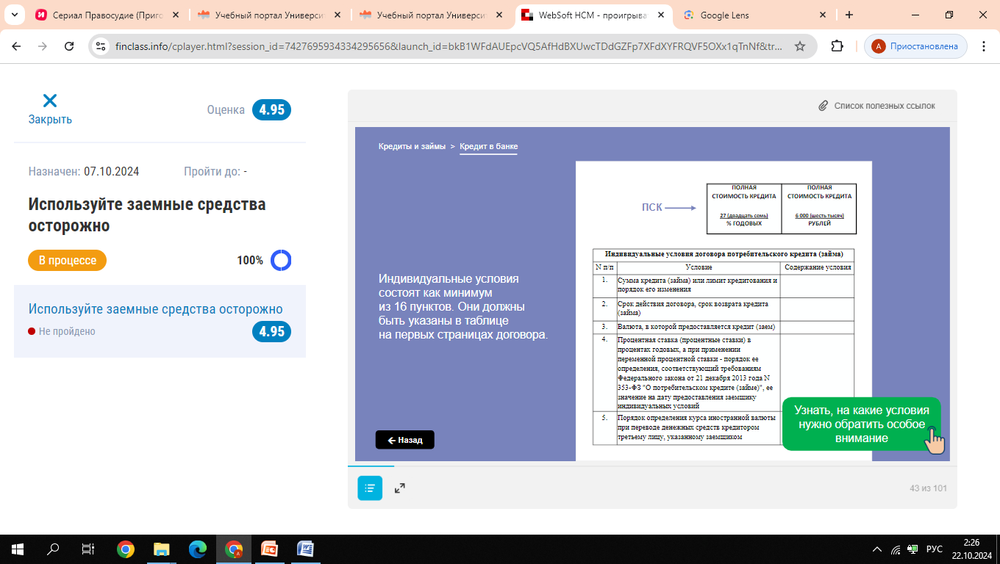 Сериал Правосудие (Приго
Учебный портал Универси
Учебный портал Универси
WebSoft HCM - проигрыва
Google Lens
finclass.info/cplayer.html?session_id=7427695934334295656&launch_id=bkB1WFdAUEpcVQ5AfHdBXUwcTDdGZFp7XFdXYFRQVF5OXx1qTnNf&tr...
А
Приостановлена
Закрыть
Оценка 4.95
Назначен: 07.10.2024 Пройти до: -
Используйте заемные средства
осторожно
В процессе
100%
Используйте заемные средства осторожно
Не пройдено
4.95
Список полезных ссылок
Кредиты и займы > Кредит в банке
ПСК
ПОЛНАЯ
СТОИМОСТЬ КРЕДИТА
27 (двадцать семь)
% ГОДОВЫХ
ПОЛНАЯ
СТОИМОСТЬ КРЕДИТА
6 000 (шесть тысяч)
РУБЛЕЙ
Индивидуальные условия
состоят как минимум
из 16 пунктов. Они должны
быть указаны в таблице
на первых страницах договора.
Индивидуальные условия договора потребительского кредита (займа)
N п/п Условие Содержание условия
1. Сумма кредита (займа) или лимит кредитования и
порядок его изменения
2. Срок действия договора, срок возврата кредита
(займа)
3. Валюта, в которой предоставляется кредит (заем)
4. Процентная ставка (процентные ставки) в
процентах годовых, а при применении
переменной процентной ставки - порядок ее
определения, соответствующий требованиям
Федерального закона от 21 декабря 2013 года N
353-ФЗ "О потребительском кредите (займе)", ее
значение на дату предоставления заемщику
индивидуальных условий
5. Порядок определения курса иностранной валюты
при переводе денежных средств кредитором
третьему лицу, указанному заемщиком
Узнать, на какие условия
нужно обратить особое
внимание
Назад
43 из 101
РУС
2:26
22.10.2024